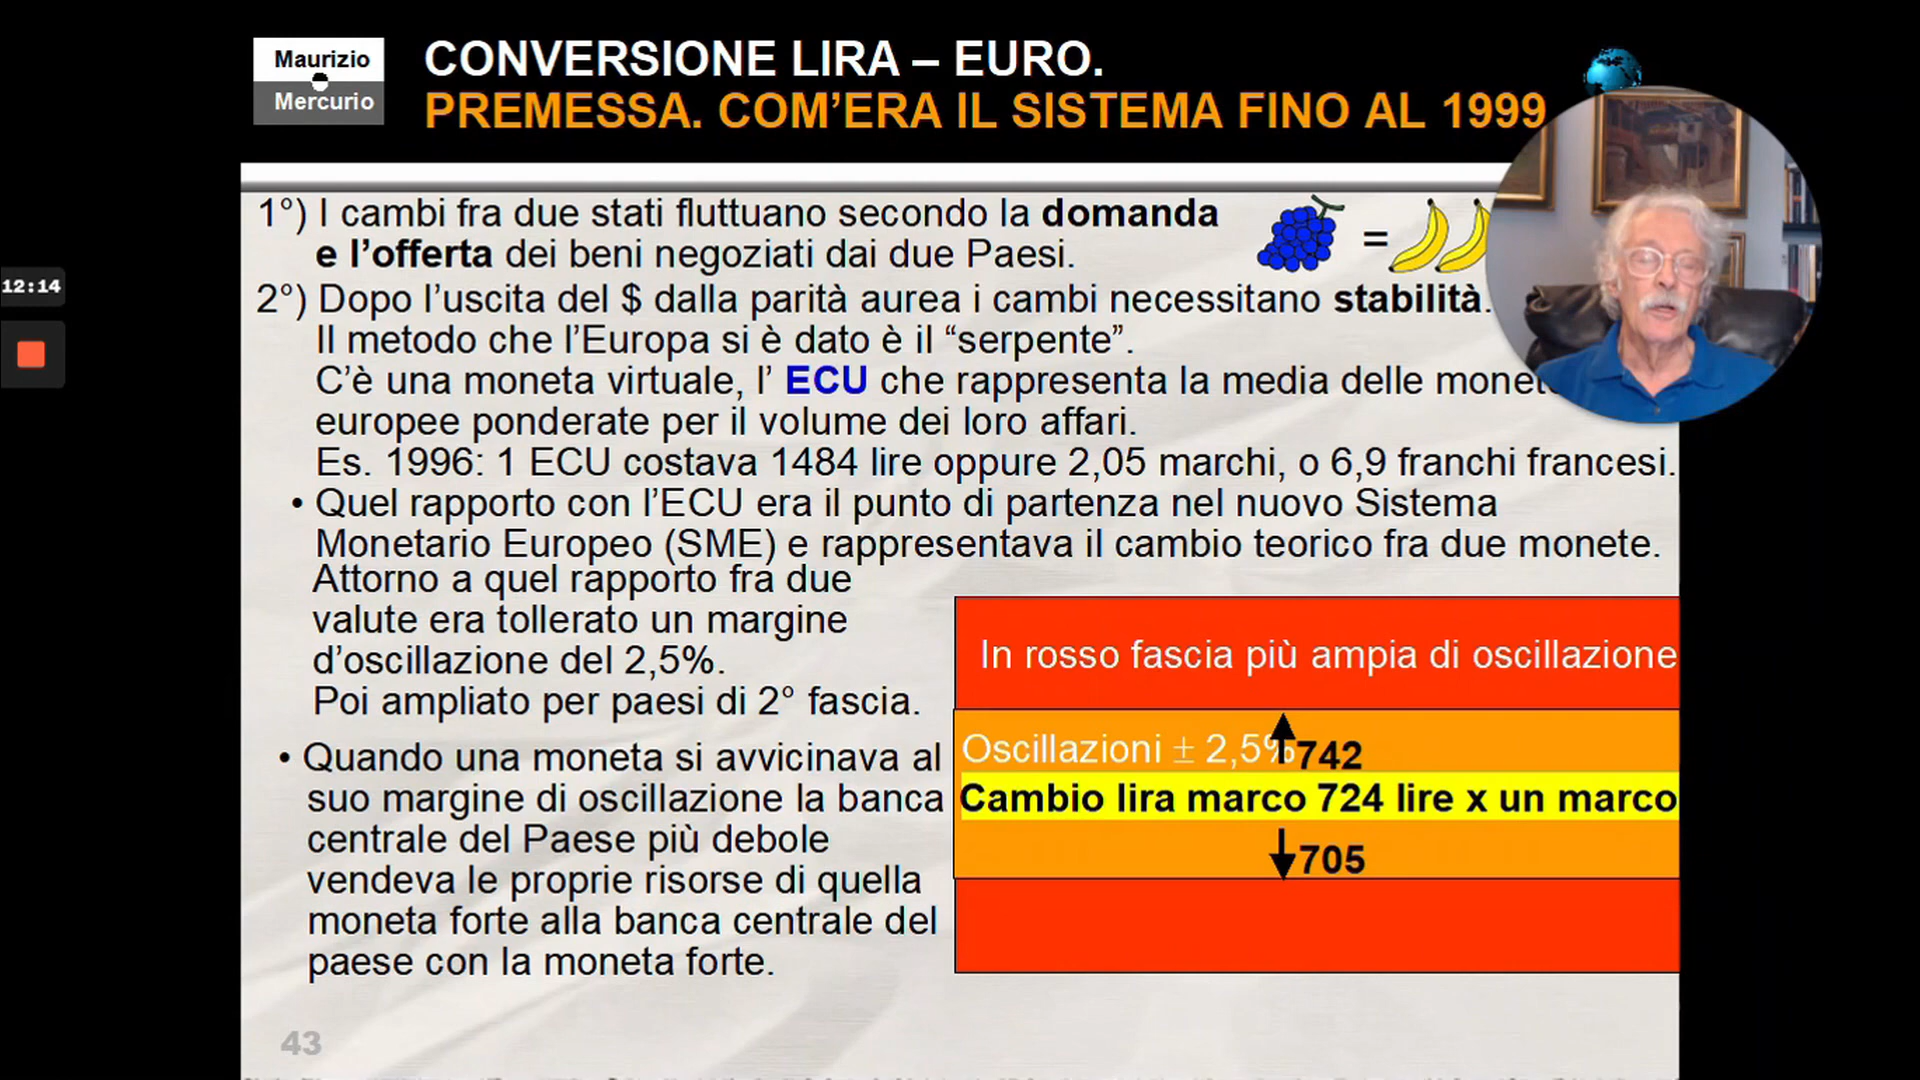 Maurizio
Mercurio
CONVERSIONE LIRA – EURO.
PREMESSA. COM’ERA IL SISTEMA FINO AL 1999
12:14
1°) I cambi fra due stati fluttuano secondo la domanda
e l’offerta dei beni negoziati dai due Paesi.
=
2°) Dopo l’uscita del $ dalla parità aurea i cambi necessitano stabilità.
Il metodo che l’Europa si è dato è il “serpente”.
C’è una moneta virtuale, l’ ECU che rappresenta la media delle monete
europee ponderate per il volume dei loro affari.
Es. 1996: 1 ECU costava 1484 lire oppure 2,05 marchi, o 6,9 franchi francesi.
• Quel rapporto con l’ECU era il punto di partenza nel nuovo Sistema
Monetario Europeo (SME) e rappresentava il cambio teorico fra due monete.
Attorno a quel rapporto fra due
valute era tollerato un margine
d’oscillazione del 2,5%.
Poi ampliato per paesi di 2° fascia.
• Quando una moneta si avvicinava al
suo margine di oscillazione la banca
centrale del Paese più debole
vendeva le proprie risorse di quella
moneta forte alla banca centrale del
paese con la moneta forte.
In rosso fascia più ampia di oscillazione
Oscillazioni ± 2,5%
742
Cambio lira marco 724 lire x un marco
705
43